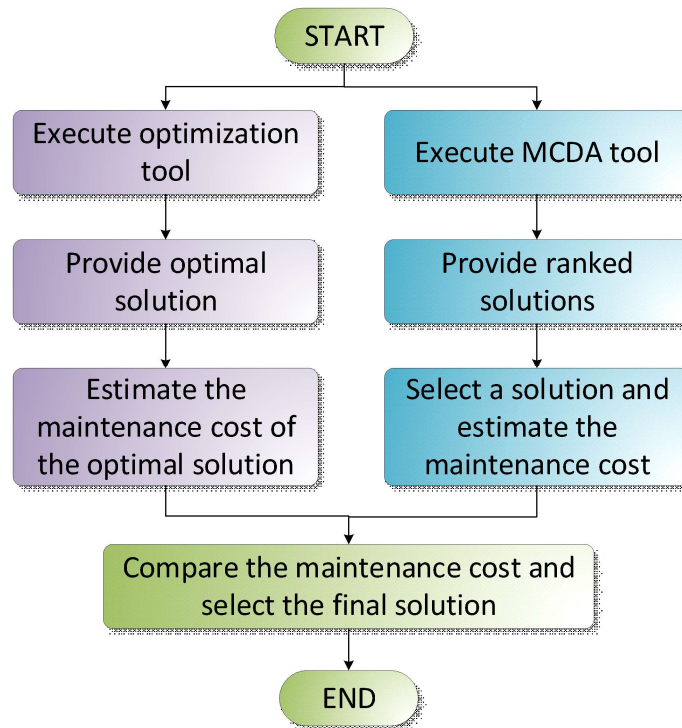 START
Execute optimization
tool
Execute MCDA tool
Provide optimal
solution
Provide ranked
solutions
Estimate the
maintenance cost of
the optimal solution
Select a solution and
estimate the
maintenance cost
Compare the maintenance cost and
select the final solution
END